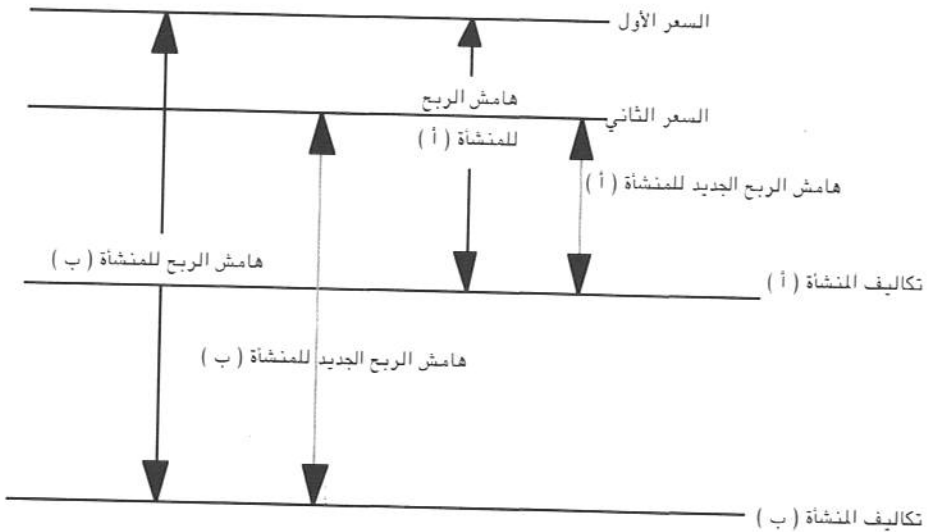 السعر الأول
هامش الربح
للمنشأة ( أ )
السعر الثاني
هامش الربح الجديد للمنشأة ( أ )
هامش الربح للمنشأة ( ب )
تكاليف المنشأة ( أ )
هامش الربح الجديد للمنشأة ( ب )
تكاليف المنشأة ( ب )